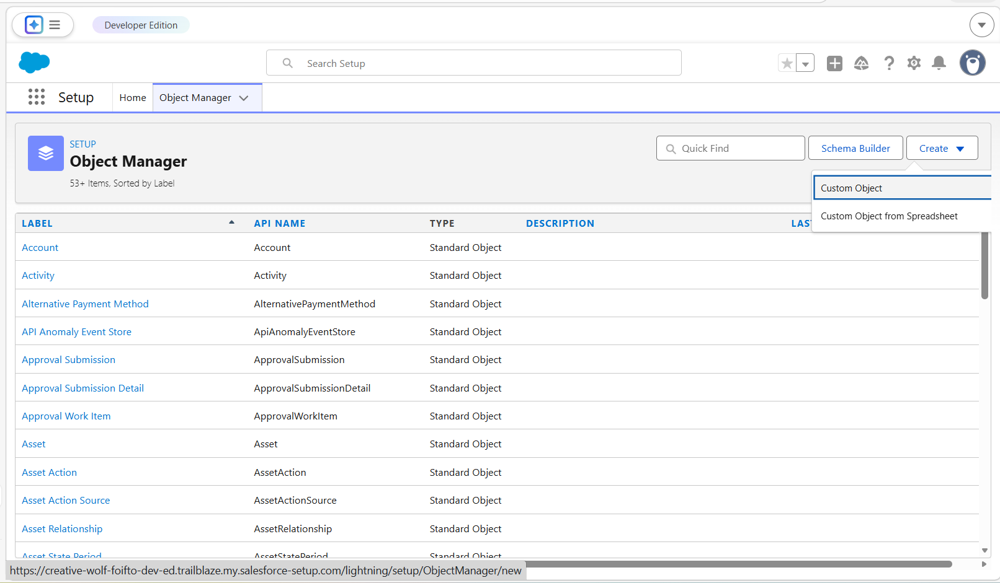 Developer Edition
Search Setup
Setup
Home
Object Manager
SETUP
Object Manager
53+ Items, Sorted by Label
Quick Find
Schema Builder
Create
Custom Object
Custom Object from Spreadsheet
LABEL API NAME TYPE DESCRIPTION LAS
Account Account Standard Object
Activity Activity Standard Object
Alternative Payment Method AlternativePaymentMethod Standard Object
API Anomaly Event Store ApiAnomalyEventStore Standard Object
Approval Submission ApprovalSubmission Standard Object
Approval Submission Detail ApprovalSubmissionDetail Standard Object
Approval Work Item ApprovalWorkItem Standard Object
Asset Asset Standard Object
Asset Action AssetAction Standard Object
Asset Action Source AssetActionSource Standard Object
Asset Relationship AssetRelationship Standard Object
Asset State Period AssetStatePeriod Standard Object
https://creative-wolf-foifto-dev-ed.trailblaze.my.salesforce-setup.com/lightning/setup/ObjectManager/new